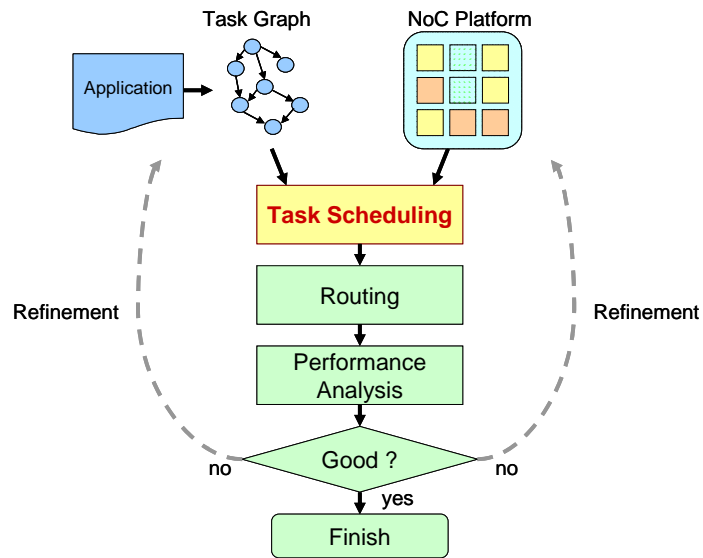 Task Graph
NoC Platform
Application
Task Scheduling
Routing
Refinement
Refinement
Performance
Analysis
Good ?
no
no
yes
Finish